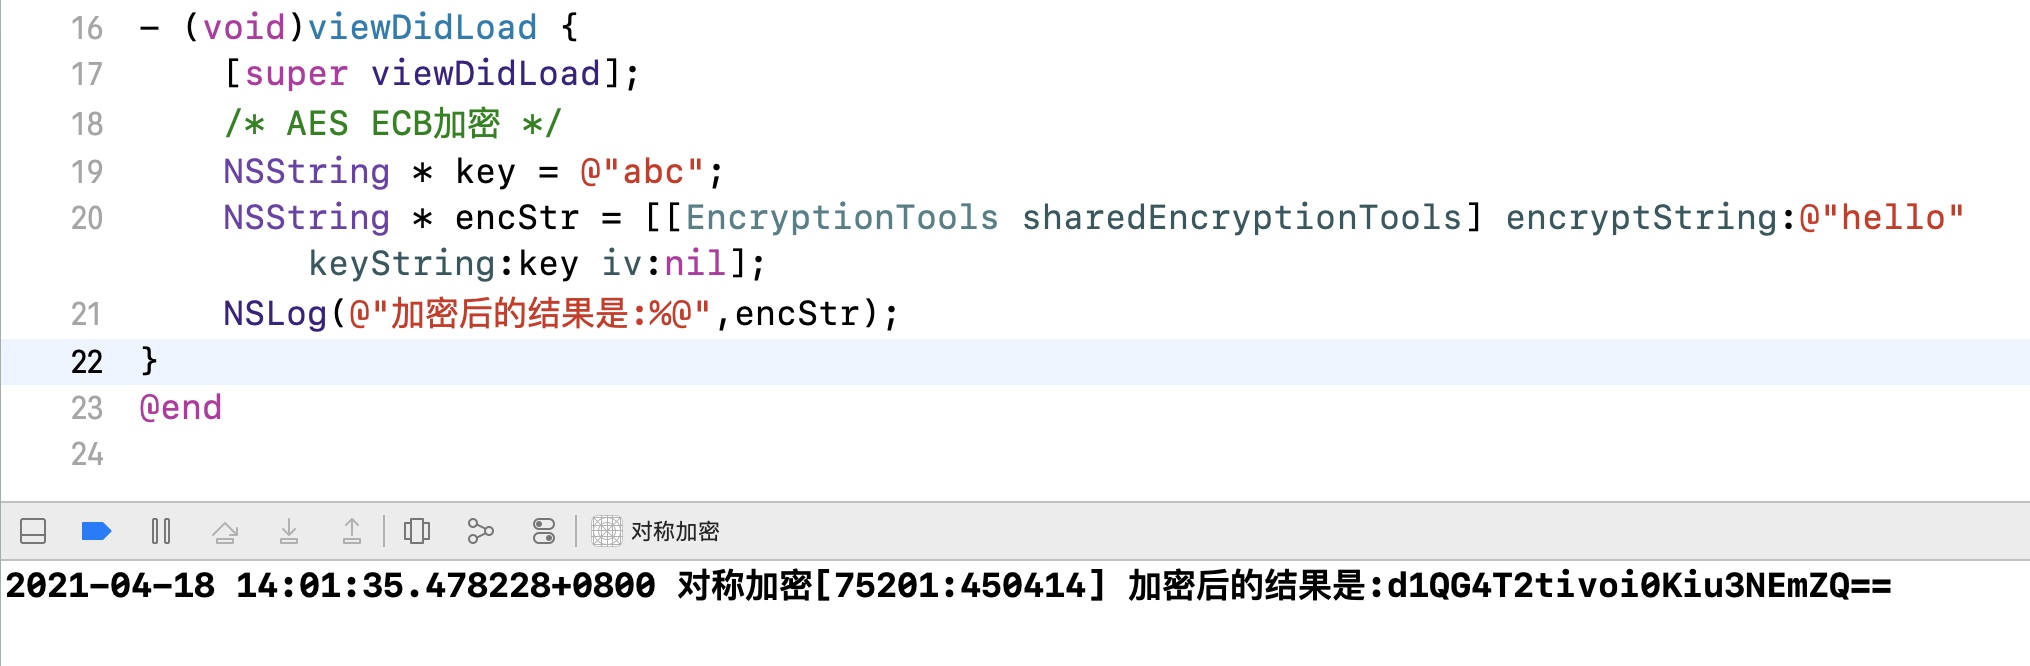 16 - (void)viewDidLoad {
17 [super viewDidLoad];
18 /* AES ECB加密 */
19 NSString * key = @"abc";
20 NSString * encStr = [[EncryptionTools sharedEncryptionTools] encryptString:@"hello"
keyString:key iv:nil];
21 NSLog(@"加密后的结果是:%@",encStr);
22 }
23 @end
24
对称加密
2021-04-18 14:01:35.478228+0800 对称加密[75201:450414] 加密后的结果是:d1QG4T2tivoi0Kiu3NEmZQ==